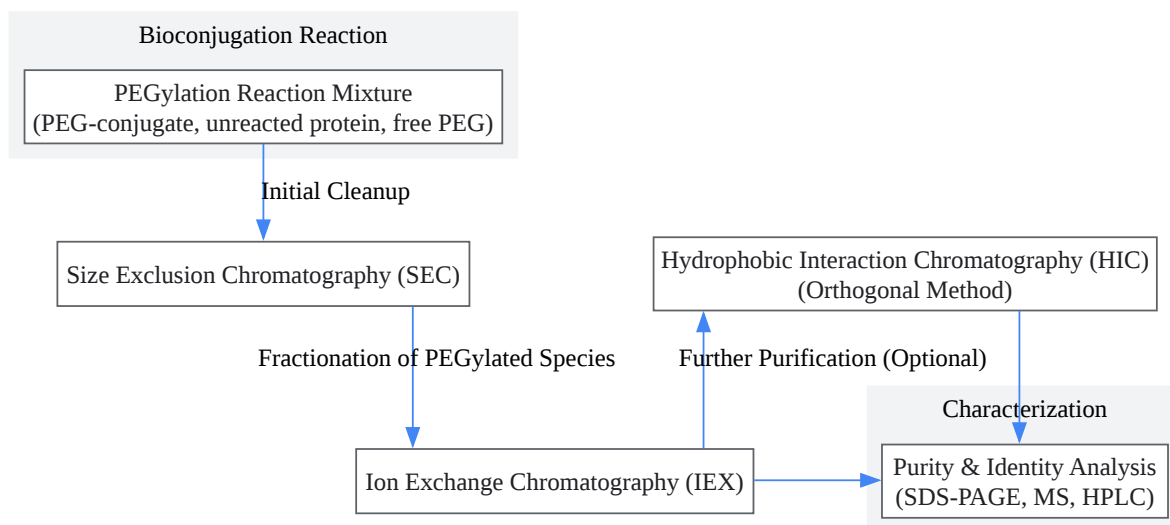 Bioconjugation Reaction
PEGylation Reaction Mixture
(PEG-conjugate, unreacted protein, free PEG)
Initial Cleanup
Size Exclusion Chromatography (SEC)
Hydrophobic Interaction Chromatography (HIC)
(Orthogonal Method)
Fractionation of PEGylated Species
Further Purification (Optional)
Characterization
Ion Exchange Chromatography (IEX)
Purity & Identity Analysis
(SDS-PAGE, MS, HPLC)